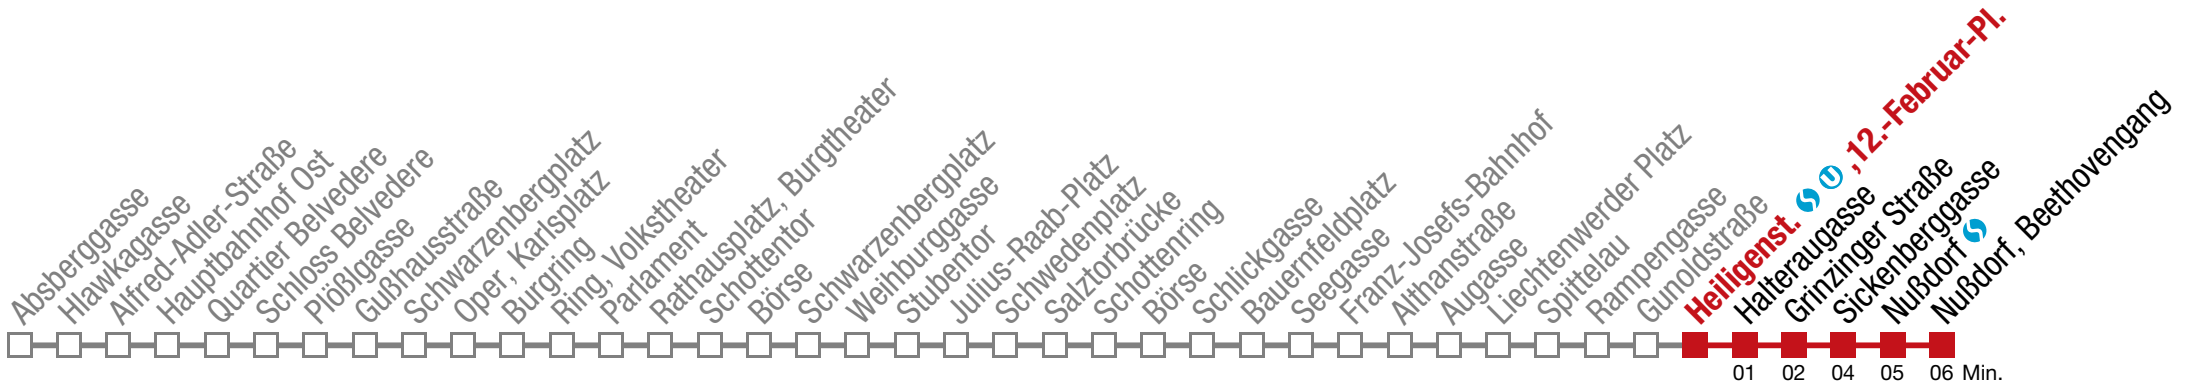 Absberggasse
Hlawkagasse
Alfred-Adler-Straße
Hauptbahnhof Ost
Quartier Belvedere
Schloss Belvedere
Plößlgasse
Gußhausstraße
Schwarzenbergplatz
Oper, Karlsplatz
Burgring
Ring, Volkstheater
Parlament
Rathausplatz, Burgtheater
Schottentor
Börse
Schwarzenbergplatz
Weihburggasse
Stubentor
Julius-Raab-Platz
Schwedenplatz
Salztorbrücke
Schottenring
Börse
Schlickgasse
Bauernfeldplatz
Seegasse
Franz-Josefs-Bahnhof
Althanstraße
Augasse
Liechtenwerder Platz
Spittelau
Rampengasse
Gunoldstraße
Heiligenst. S U ,12.-Februar-Pl.
Halteraugasse
Grinzinger Straße
Sickenberggasse
Nußdorf S
Nußdorf, Beethovengang
01 02 04 05 06 Min.